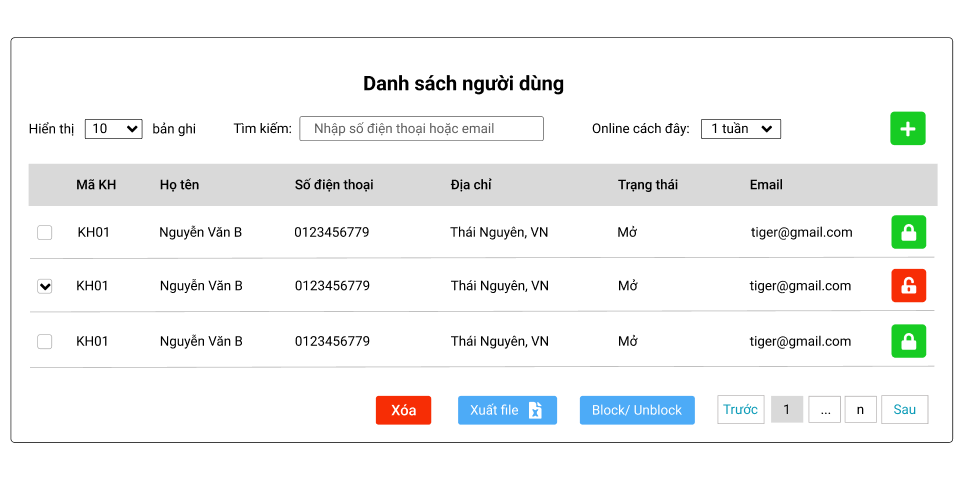 Danh sách người dùng
Hiển thị 10 bản ghi Tìm kiếm: Nhập số điện thoại hoặc email Online cách đây: 1 tuần
Mã KH Họ tên Số điện thoại Địa chỉ Trạng thái Email
KH01 Nguyễn Văn B 0123456779 Thái Nguyên, VN Mở tiger@gmail.com
KH01 Nguyễn Văn B 0123456779 Thái Nguyên, VN Mở tiger@gmail.com
KH01 Nguyễn Văn B 0123456779 Thái Nguyên, VN Mở tiger@gmail.com
Xóa Xuất file Block/ Unblock Trước 1 ... n Sau